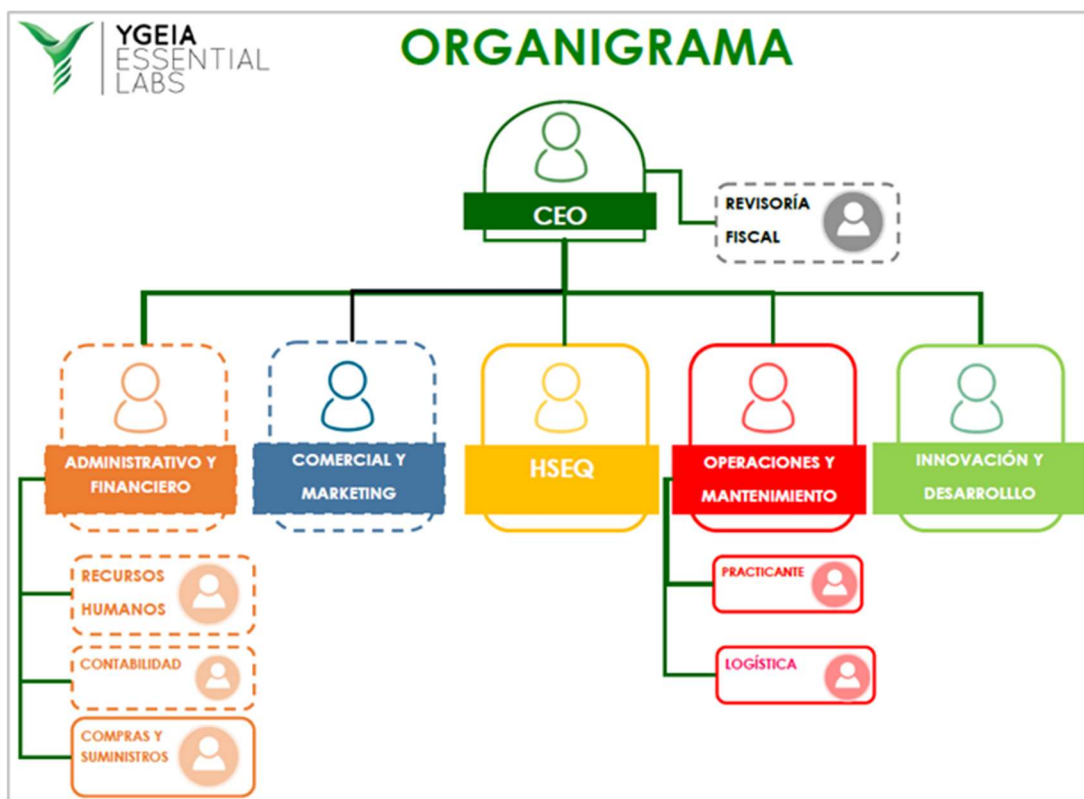 YGEIA
ESSENTIAL
LABS
ORGANIGRAMA
CEO
REVISORÍA
FISCAL
ADMINISTRATIVO Y
FINANCIERO
COMERCIAL Y
MARKETING
HSEQ
OPERACIONES Y
MANTENIMIENTO
INNOVACIÓN Y
DESARROLLLO
RECURSOS
HUMANOS
CONTABILIDAD
COMPRAS Y
SUMINISTROS
PRACTICANTE
LOGÍSTICA